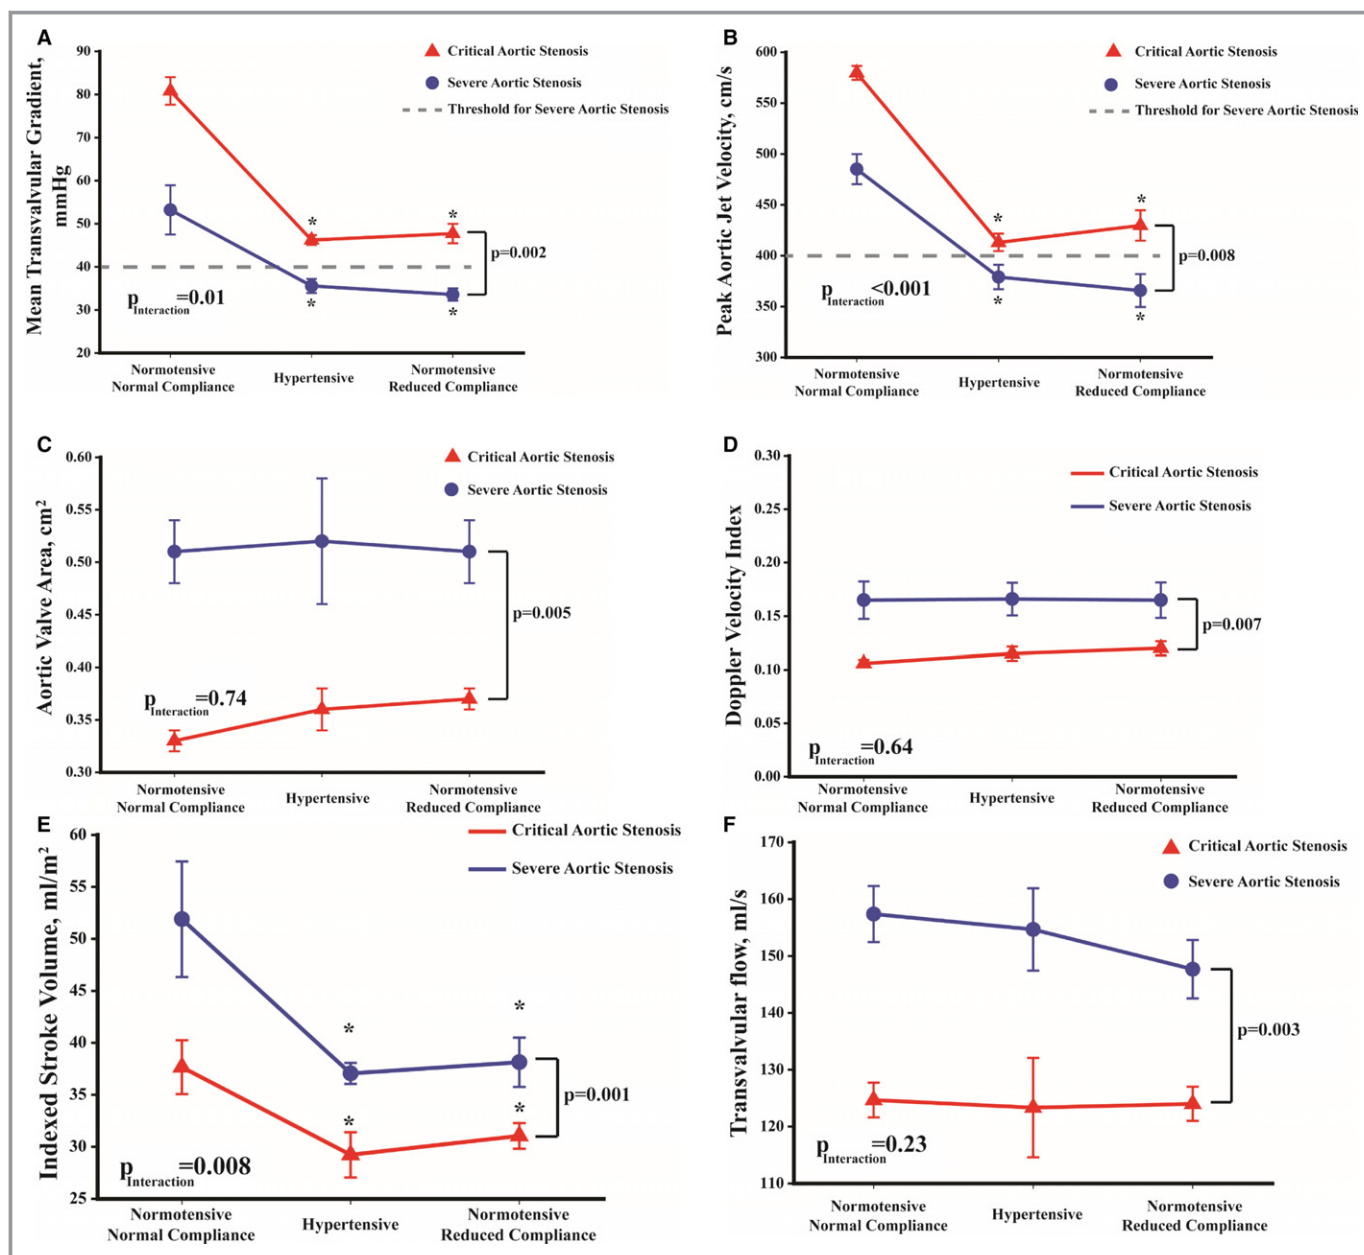 A
90
80
70
60
50
40
30
20
Mean Transvalvular Gradient,
mmHg
Critical Aortic Stenosis
Severe Aortic Stenosis
Threshold for Severe Aortic Stenosis
*
*
*
*
p=0.002
pInteraction=0.01
Normotensive
Normal Compliance
Hypertensive
Normotensive
Reduced Compliance
B
600
550
500
450
400
350
300
Peak Aortic Jet Velocity, cm/s
Critical Aortic Stenosis
Severe Aortic Stenosis
Threshold for Severe Aortic Stenosis
*
*
*
*
p=0.008
pInteraction<0.001
Normotensive
Normal Compliance
Hypertensive
Normotensive
Reduced Compliance
C
0.60
0.55
0.50
0.45
0.40
0.35
0.30
Aortic Valve Area, cm²
Critical Aortic Stenosis
Severe Aortic Stenosis
p=0.005
pInteraction=0.74
Normotensive
Normal Compliance
Hypertensive
Normotensive
Reduced Compliance
D
0.30
0.25
0.20
0.15
0.10
0.05
0.00
Doppler Velocity Index
Critical Aortic Stenosis
Severe Aortic Stenosis
p=0.007
pInteraction=0.64
Normotensive
Normal Compliance
Hypertensive
Normotensive
Reduced Compliance
E
60
55
50
45
40
35
30
25
Indexed Stroke Volume, ml/m²
Critical Aortic Stenosis
Severe Aortic Stenosis
*
*
*
*
p=0.001
pInteraction=0.008
Normotensive
Normal Compliance
Hypertensive
Normotensive
Reduced Compliance
F
170
160
150
140
130
120
110
Transvalvular flow, ml/s
Critical Aortic Stenosis
Severe Aortic Stenosis
p=0.003
pInteraction=0.23
Normotensive
Normal Compliance
Hypertensive
Normotensive
Reduced Compliance